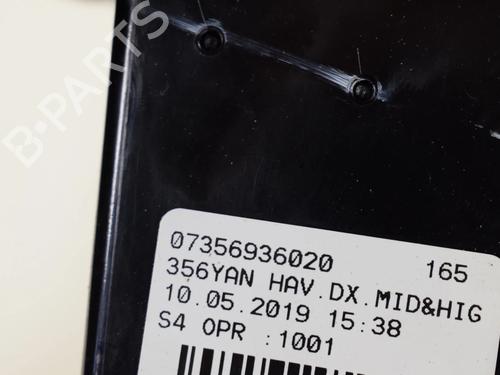 B-PARTS
07356936020 165
356YAN HAV.DX.MID&HIG
10.05.2019 15:38
S4 OPR :1001